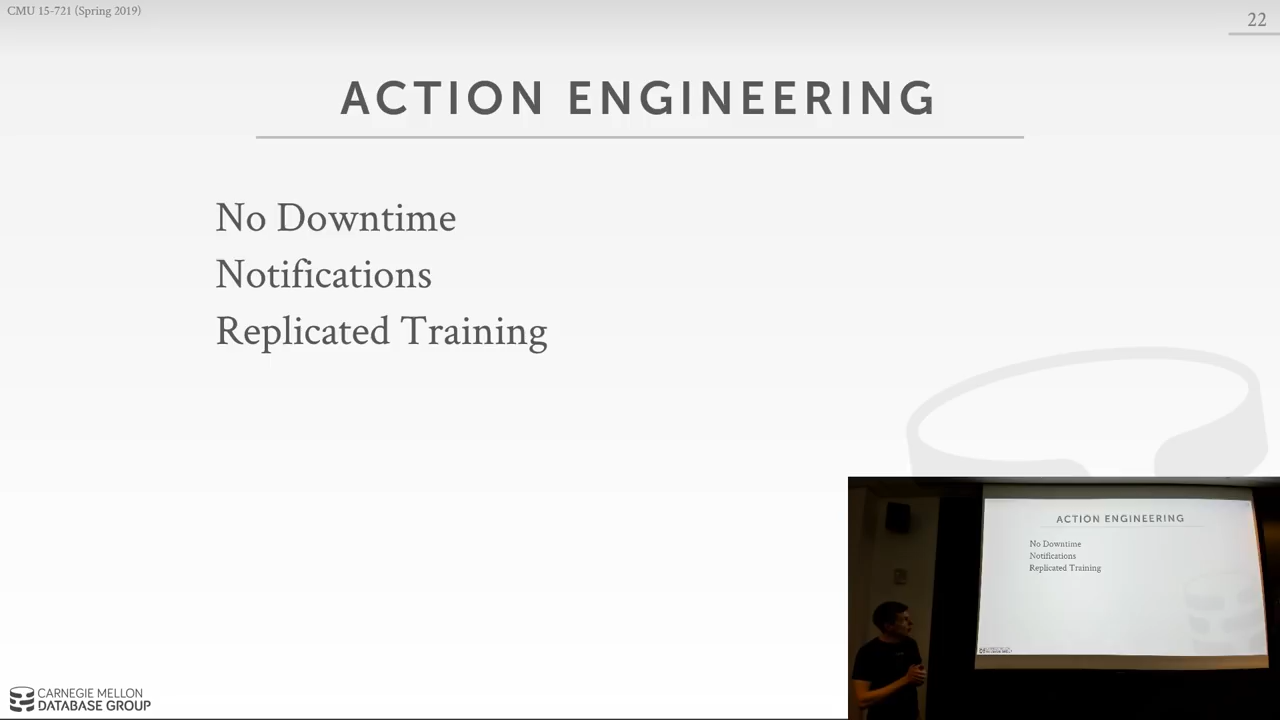 CMU 15-721 (Spring 2019)
22
ACTION ENGINEERING
No Downtime
Notifications
Replicated Training
ACTION ENGINEERING
No Downtime
Notifications
Replicated Training
CARNEGIE MELLON
DATABASE GROUP